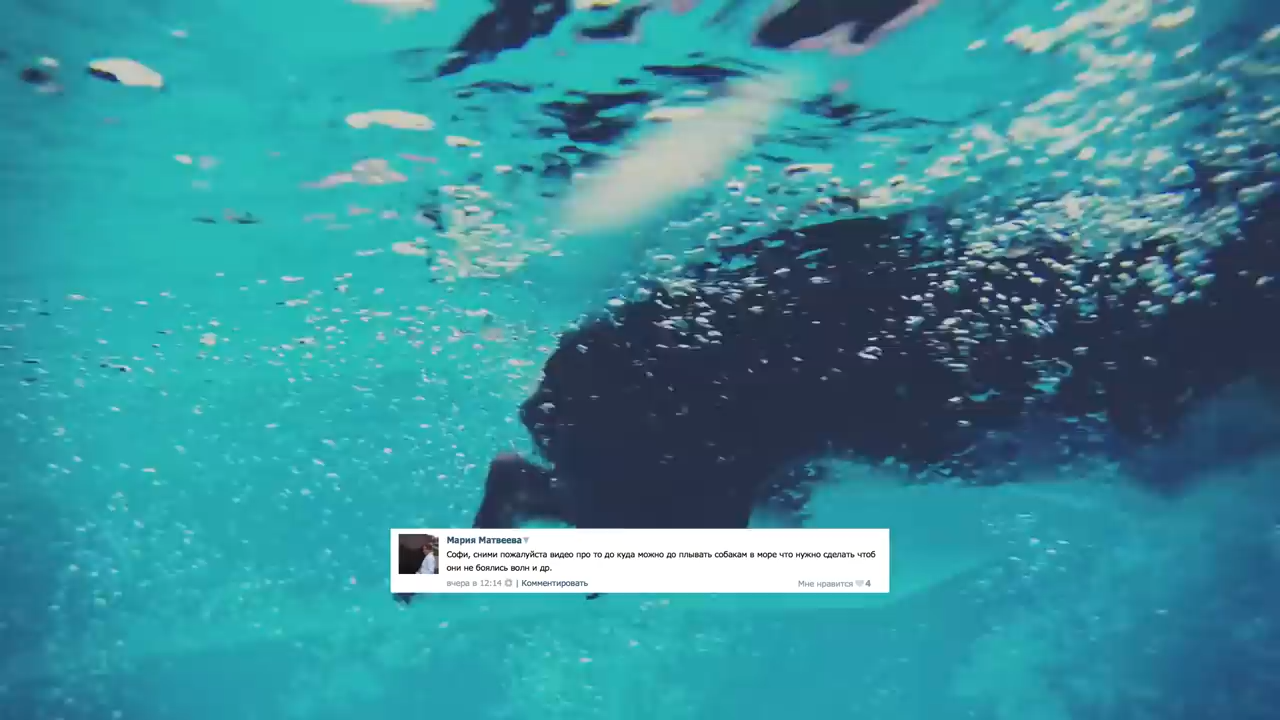 Мария Матвеева
Софи, сними пожалуйста видео про то до куда можно до плывать собакам в море что нужно сделать чтоб
они не боялись волн и др.
вчера в 12:14 | Комментировать
Мне нравится 4